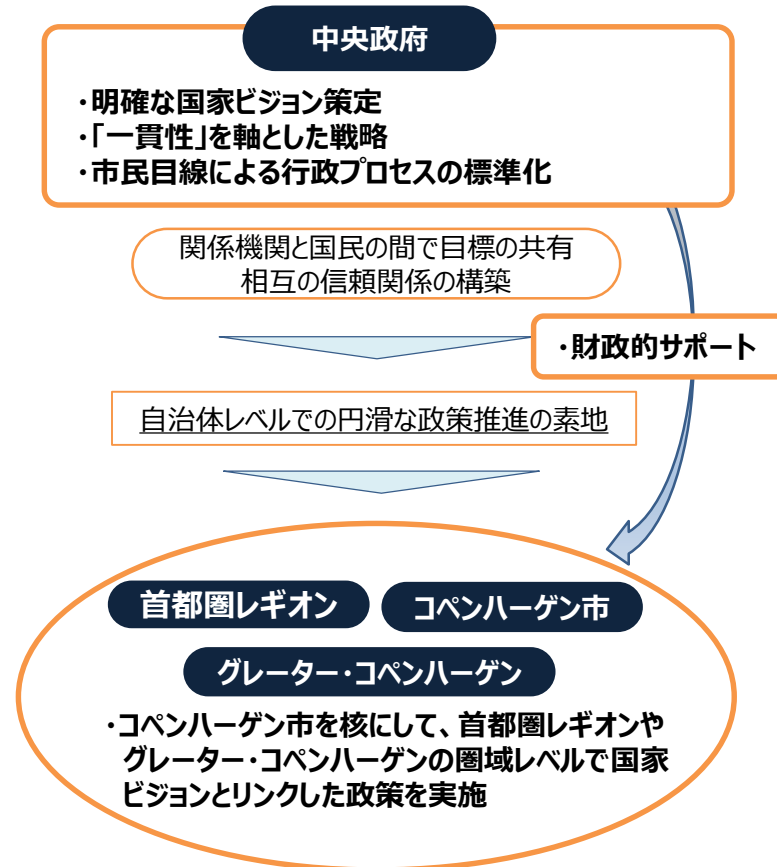 中央政府
・明確な国家ビジョン策定
・「一貫性」を軸とした戦略
・市民目線による行政プロセスの標準化
関係機関と国民の間で目標の共有
相互の信頼関係の構築
・財政的サポート
自治体レベルでの円滑な政策推進の素地
首都圏レギオン
コペンハーゲン市
グレーター・コペンハーゲン
・コペンハーゲン市を核にして、首都圏レギオンや
グレーター・コペンハーゲンの圏域レベルで国家
ビジョンとリンクした政策を実施